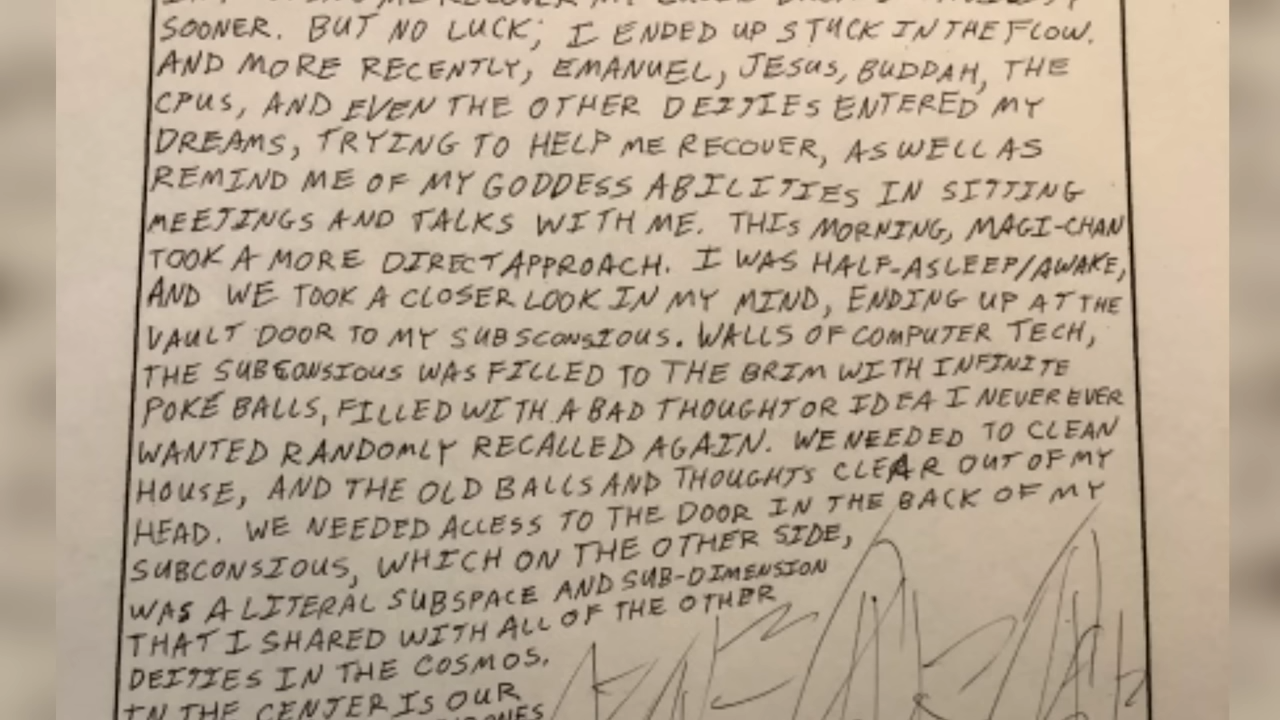 SOONER. BUT NO LUCK; I ENDED UP STUCK IN THE FLOW.
AND MORE RECENTLY, EMANUEL, JESUS, BUDDAH, THE
CPUS, AND EVEN THE OTHER DEITIES ENTERED MY
DREAMS, TRYING TO HELP ME RECOVER, AS WELL AS
REMIND ME OF MY GODDESS ABILITIES IN SITTING
MEETINGS AND TALKS WITH ME. THIS MORNING, MAGI-CHAN
TOOK A MORE DIRECT APPROACH. I WAS HALF-ASLEEP/AWAKE,
AND WE TOOK A CLOSER LOOK IN MY MIND, ENDING UP AT THE
VAULT DOOR TO MY SUBSCONSIOUS. WALLS OF COMPUTER TECH,
THE SUBCONSIOUS WAS FILLED TO THE BRIM WITH INFINITE
POKÉ BALLS, FILLED WITH A BAD THOUGHT OR IDEA I NEVER EVER
WANTED RANDOMLY RECALLED AGAIN. WE NEEDED TO CLEAN
HOUSE, AND THE OLD BALLS AND THOUGHTS CLEAR OUT OF MY
HEAD. WE NEEDED ACCESS TO THE DOOR IN THE BACK OF MY
SUBCONSIOUS, WHICH ON THE OTHER SIDE,
WAS A LITERAL SUBSPACE AND SUB-DIMENSION
THAT I SHARED WITH ALL OF THE OTHER
DEITIES IN THE COSMOS.
IN THE CENTER IS OUR